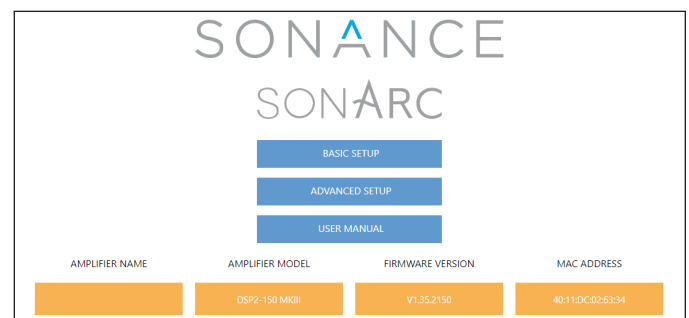 SONANCE
SONARC
BASIC SETUP
ADVANCED SETUP
USER MANUAL
AMPLIFIER NAME AMPLIFIER MODEL FIRMWARE VERSION MAC ADDRESS
DSP2-150 MKIII V1.35.2150 40:11:DC:02:63:34